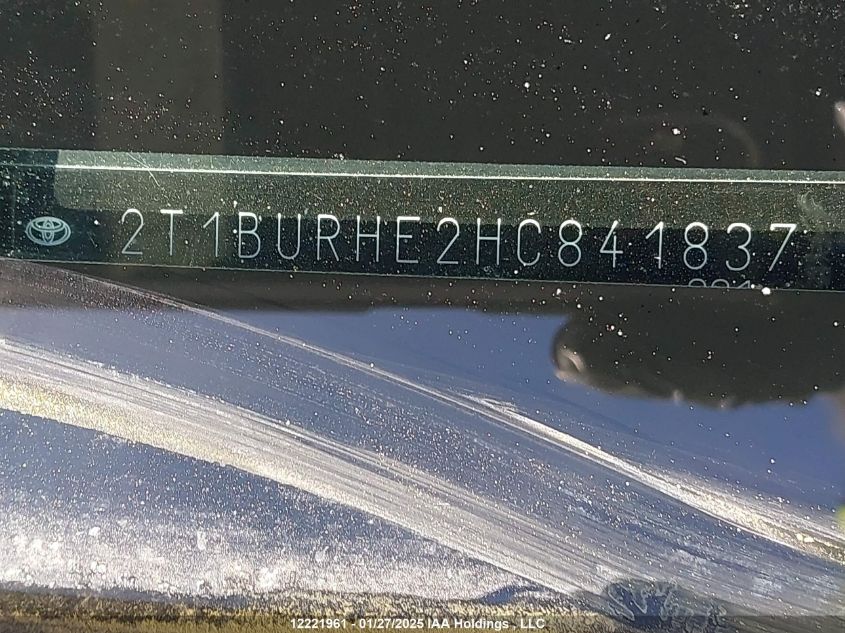 2T1BURHE2HC841837
12221961 - 01/27/2025 IAA Holdings , LLC